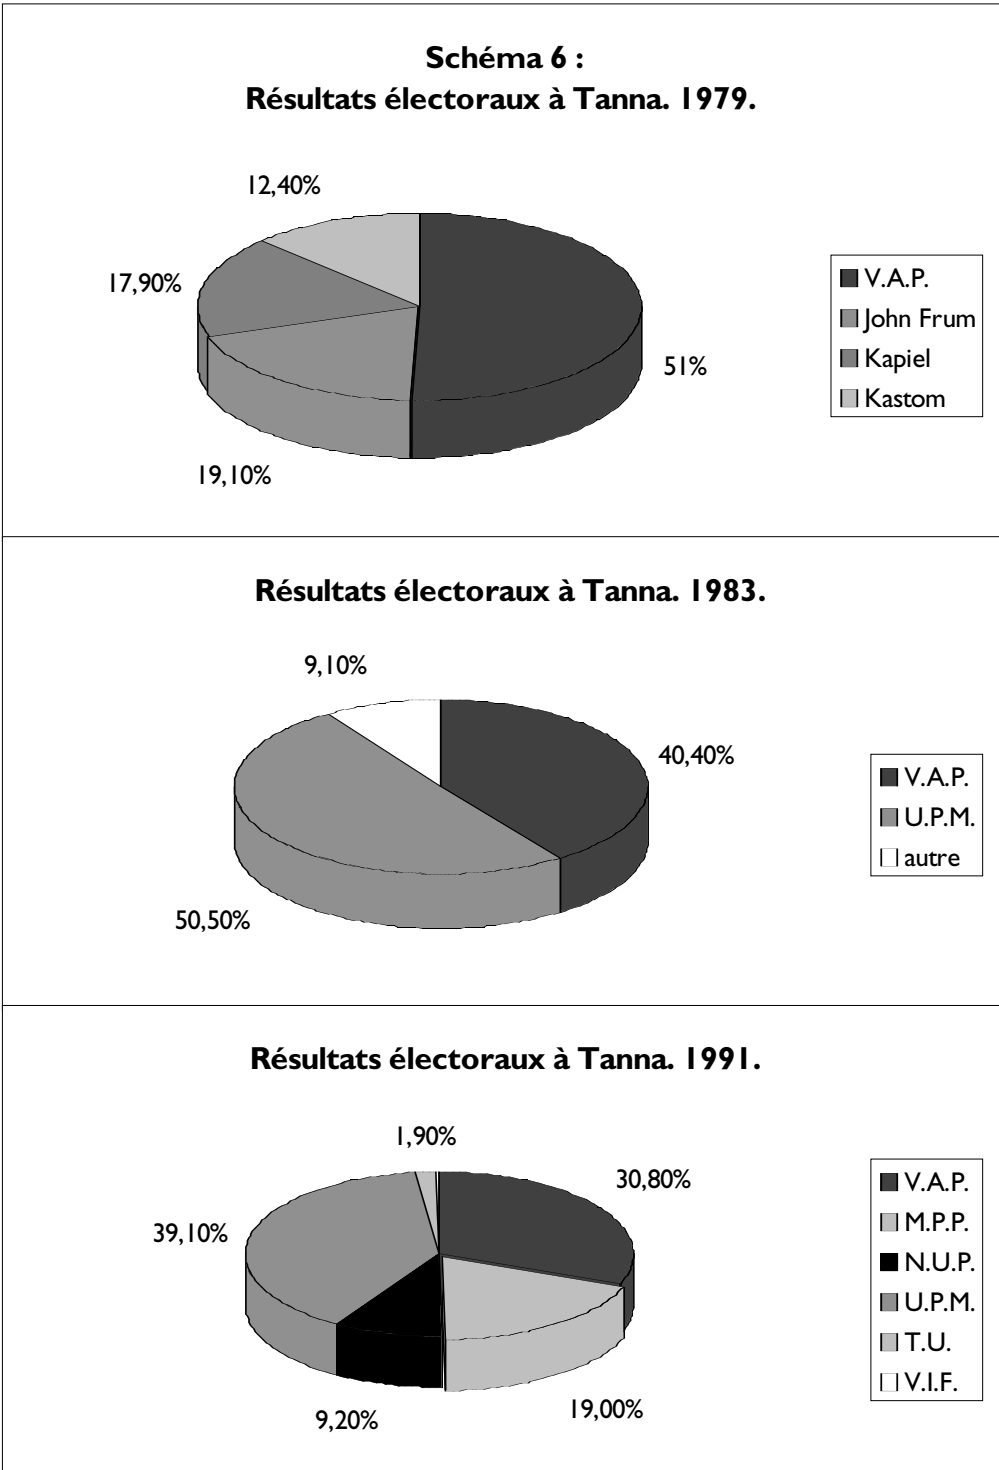 Schéma 6 :
Résultats électoraux à Tanna. 1979.
12,40%
17,90%
51%
19,10%
V.A.P.
John Frum
Kapiel
Kastom
Résultats électoraux à Tanna. 1983.
9,10%
40,40%
50,50%
V.A.P.
U.P.M.
autre
Résultats électoraux à Tanna. 1991.
1,90%
30,80%
39,10%
9,20%
19,00%
V.A.P.
M.P.P.
N.U.P.
U.P.M.
T.U.
V.I.F.